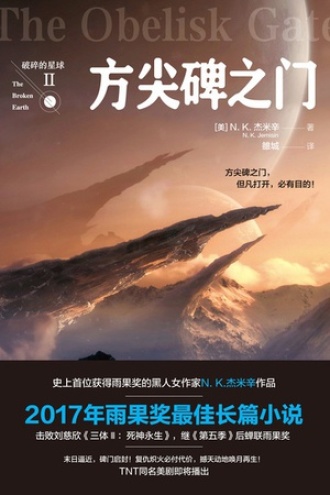 The Obelisk Gate
破碎的星球
II
The
Broken
Earth
方尖碑之门
[美] N. K. 杰米辛 著
N. K. Jemisin
雒城 译
方尖碑之门，
但凡打开，必有目的！
史上首位获得雨果奖的黑人女作家N. K.杰米辛作品
2017年雨果奖最佳长篇小说
击败刘慈欣《三体Ⅱ：死神永生》，继《第五季》后蝉联雨果奖
末日逼近，碑门启封！复仇炽火必付代价，撼天动地唤月再生！
TNT同名美剧即将播出